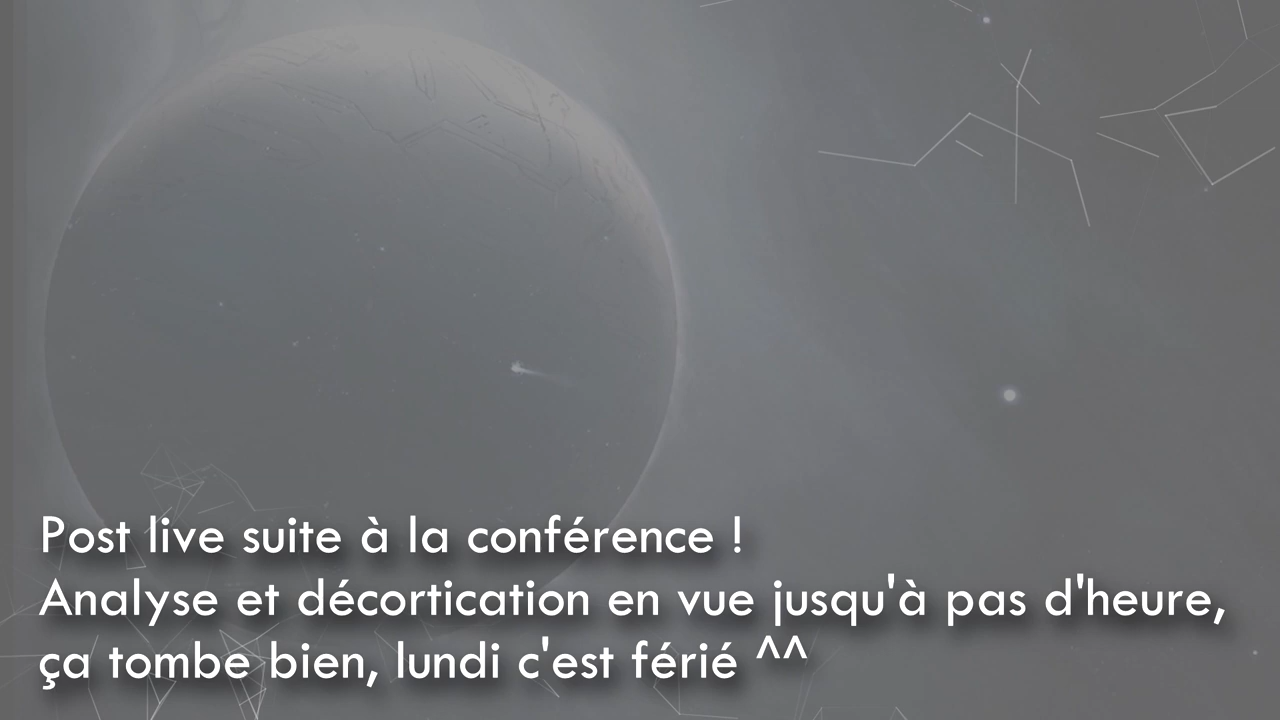 Post live suite à la conférence !
Analyse et décortication en vue jusqu'à pas d'heure,
ça tombe bien, lundi c'est férié ^^